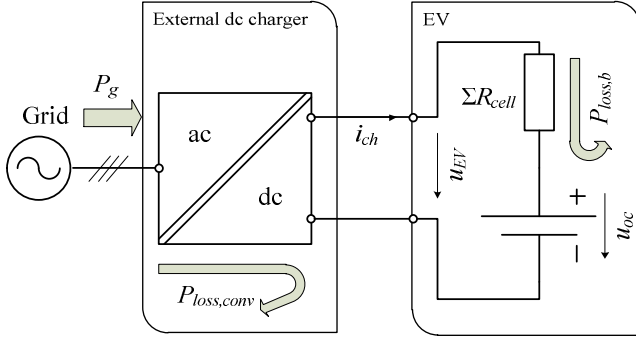 External dc charger
EV
P_g
Grid
ac
dc
i_ch
u_EV
ΣR_cell
P_loss,b
+
−
u_oc
P_loss,conv